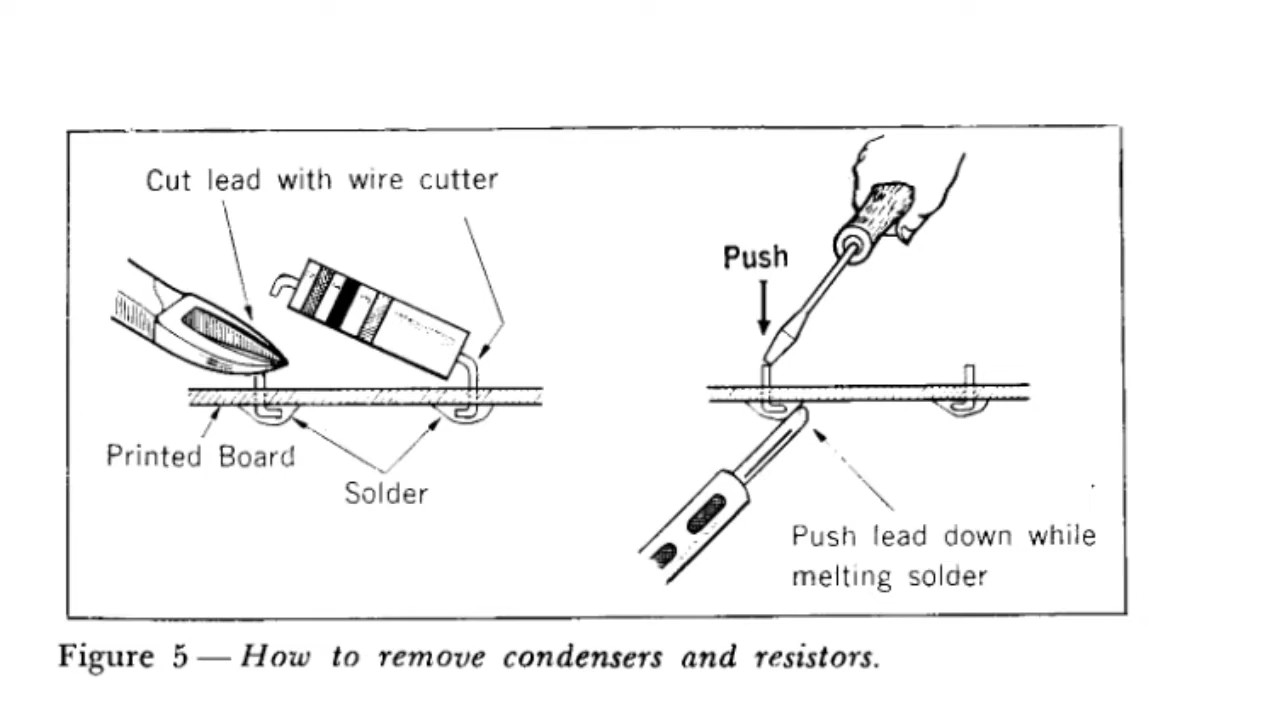 Cut lead with wire cutter
Push
Printed Board
Solder
Push lead down while
melting solder
Figure 5 — How to remove condensers and resistors.